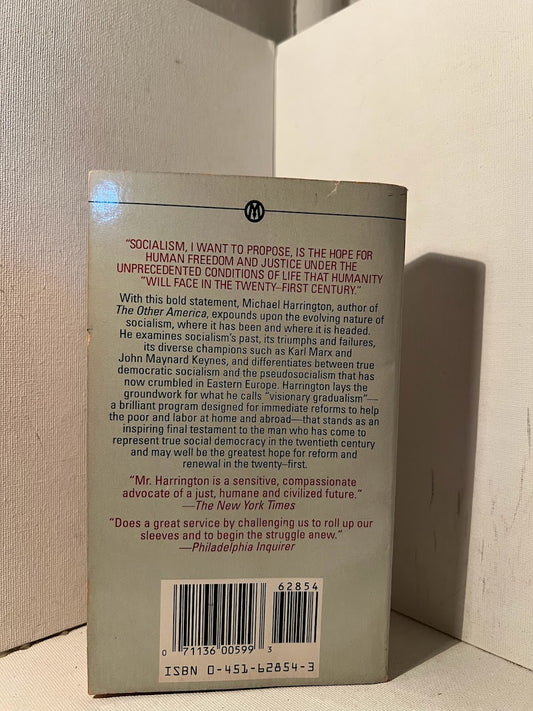 M
"SOCIALISM, I WANT TO PROPOSE, IS THE HOPE FOR
HUMAN FREEDOM AND JUSTICE UNDER THE
UNPRECEDENTED CONDITIONS OF LIFE THAT HUMANITY
"WILL FACE IN THE TWENTY–FIRST CENTURY."
With this bold statement, Michael Harrington, author of
The Other America, expounds upon the evolving nature of
socialism, where it has been and where it is headed.
He examines socialism's past, its triumphs and failures,
its diverse champions such as Karl Marx and
John Maynard Keynes, and differentiates between true
democratic socialism and the pseudosocialism that has
now crumbled in Eastern Europe. Harrington lays the
groundwork for what he calls "visionary gradualism"—
a brilliant program designed for immediate reforms to help
the poor and labor at home and abroad—that stands as an
inspiring final testament to the man who has come to
represent true social democracy in the twentieth century
and may well be the greatest hope for reform and
renewal in the twenty–first.
"Mr. Harrington is a sensitive, compassionate
advocate of a just, humane and civilized future."
—The New York Times
"Does a great service by challenging us to roll up our
sleeves and to begin the struggle anew."
—Philadelphia Inquirer
62854
0 71136 00599 3
ISBN 0-451-62854-3